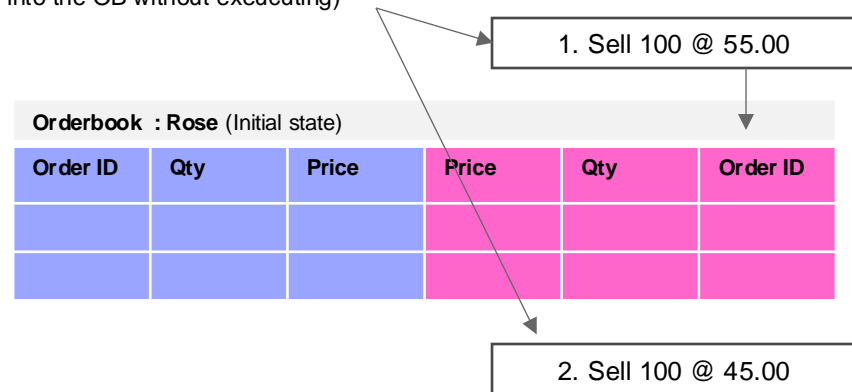 into the OB without excducting)
1. Sell 100 @ 55.00
Orderbook : Rose (Initial state)
Order ID Qty Price Price Qty Order ID
2. Sell 100 @ 45.00